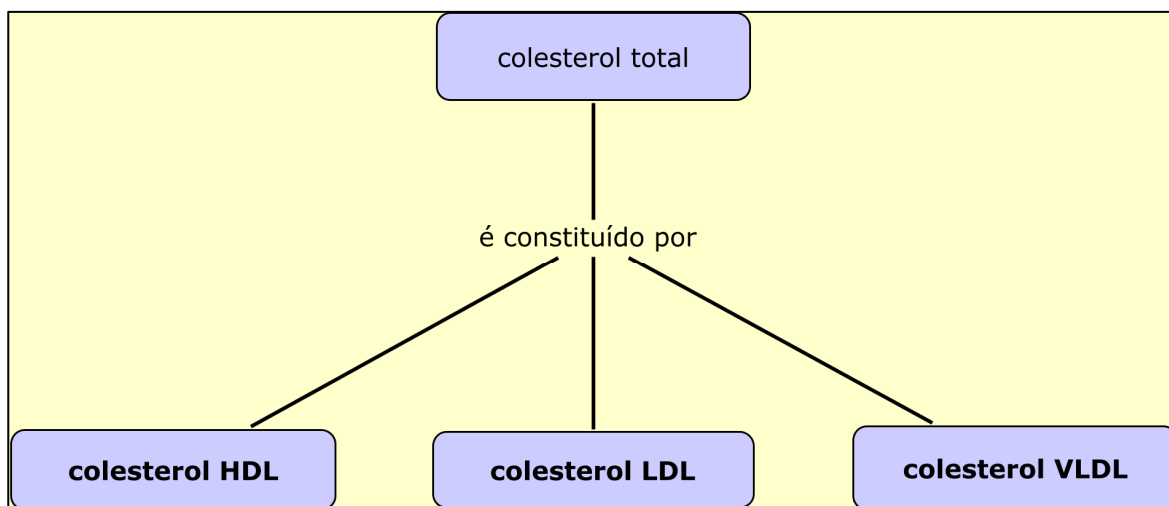 colesterol total
é constituído por
colesterol HDL
colesterol LDL
colesterol VLDL